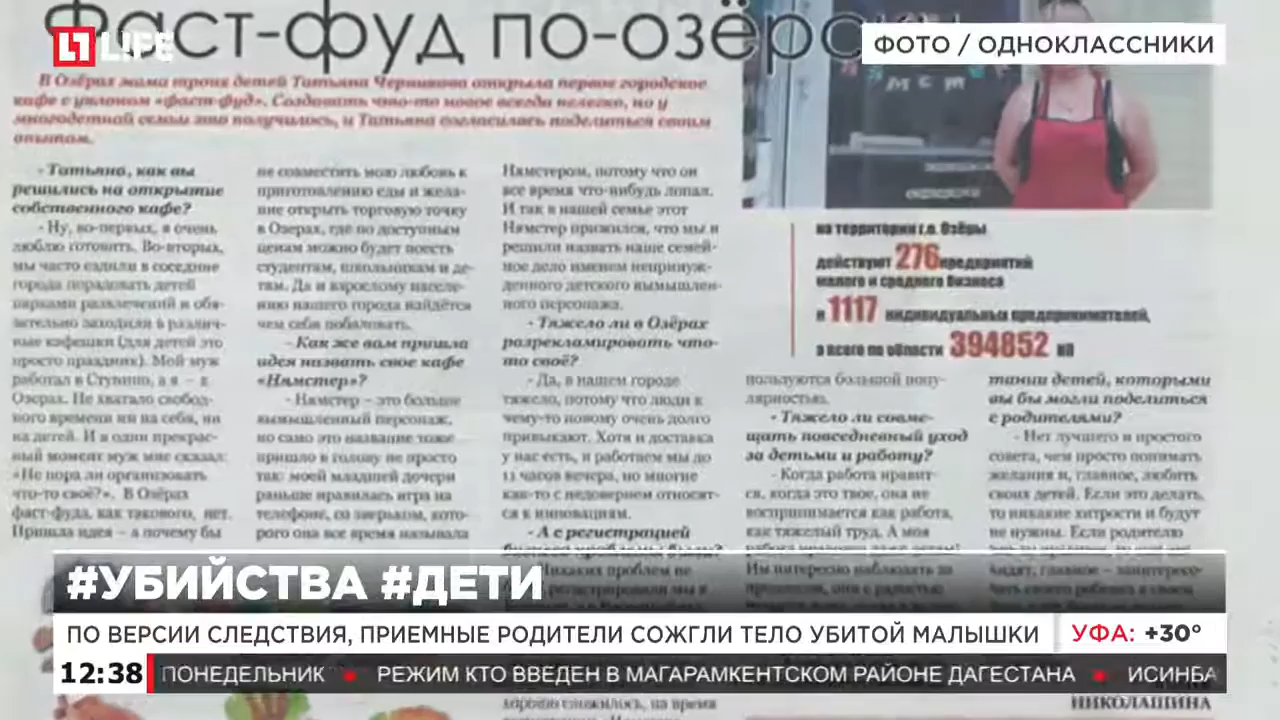 LIFE
ФОТО / ОДНОКЛАССНИКИ
Фаст-фуд по-озёрски
В Озёрах мама троих детей Татьяна Черникова открыла первое городское
кафе с уклоном «фаст-фуд». Создавать что-то новое всегда нелегко, но у
многодетной семьи это получилось, и Татьяна согласилась поделиться своим
опытом.
- Татьяна, как вы
решились на открытие
собственного кафе?
- Ну, во-первых, я очень
люблю готовить. Во-вторых,
мы часто ездили в соседние
города порадовать детей
парками развлечений и обя-
зательно заходили в различ-
ные кафешки (для детей это
просто праздник). Мой муж
работал в Ступино, а я – в
Озерах. Не хватало свобод-
ного времени ни на себя, ни
на детей. И в один прекрас-
ный момент муж мне сказал:
«Не пора ли организовать
что-то своё?». В Озёрах
фаст-фуда, как такового, нет.
Пришла идея – а почему бы
не совместить мою любовь к
приготовлению еды и жела-
ние открыть торговую точку
в Озерах, где по доступным
ценам можно будет поесть
студентам, школьникам и де-
тям. Да и взрослому населе-
нию нашего города найдётся
чем себя побаловать.
- Как же вам пришла
идея назвать свое кафе
«Нямстер»?
- Нямстер – это больше
вымышленный персонаж,
но само это название тоже
пришло в голову не просто
так: моей младшей дочери
раньше нравилась игра на
телефоне, со зверьком, кото-
рого она все время называла
Нямстером, потому что он
все время что-нибудь лопал.
И так в нашей семье этот
Нямстер прижился, что мы и
решили назвать наше семей-
ное дело именем непринуж-
денного детского вымышлен-
ного персонажа.
- Тяжело ли в Озёрах
разрекламировать что-
то своё?
- Да, в нашем городе
тяжело, потому что люди к
чему-то новому очень долго
привыкают. Хотя и доставка
у нас есть, и работаем мы до
11 часов вечера, но многие
как-то с недоверием относят-
ся к инновациям.
- А с регистрацией
на территории г.о. Озёры
действуют 276 предприятий
малого и среднего бизнеса
и 1117 индивидуальных предпринимателей,
а всего по области 394852 ИП
пользуются большой попу-
лярностью.
- Тяжело ли совме-
щать повседневный уход
за детьми и работу?
- Когда работа нравит-
ся, когда это твое, она не
воспринимается как работа,
как тяжелый труд. А моя
Им интересно наблюдать за
тании детей, которыми
вы бы могли поделиться
с родителями?
- Нет лучшего и простого
совета, чем просто понимать
желания и, главное, любить
своих детей. Если это делать,
то никакие хитрости и будут
не нужны. Если родителю
НИКОЛАШИНА
#УБИЙСТВА #ДЕТИ
ПО ВЕРСИИ СЛЕДСТВИЯ, ПРИЕМНЫЕ РОДИТЕЛИ СОЖГЛИ ТЕЛО УБИТОЙ МАЛЫШКИ
УФА: +30°
12:38 ПОНЕДЕЛЬНИК • РЕЖИМ КТО ВВЕДЕН В МАГАРАМКЕНТСКОМ РАЙОНЕ ДАГЕСТАНА • ИСИНБА